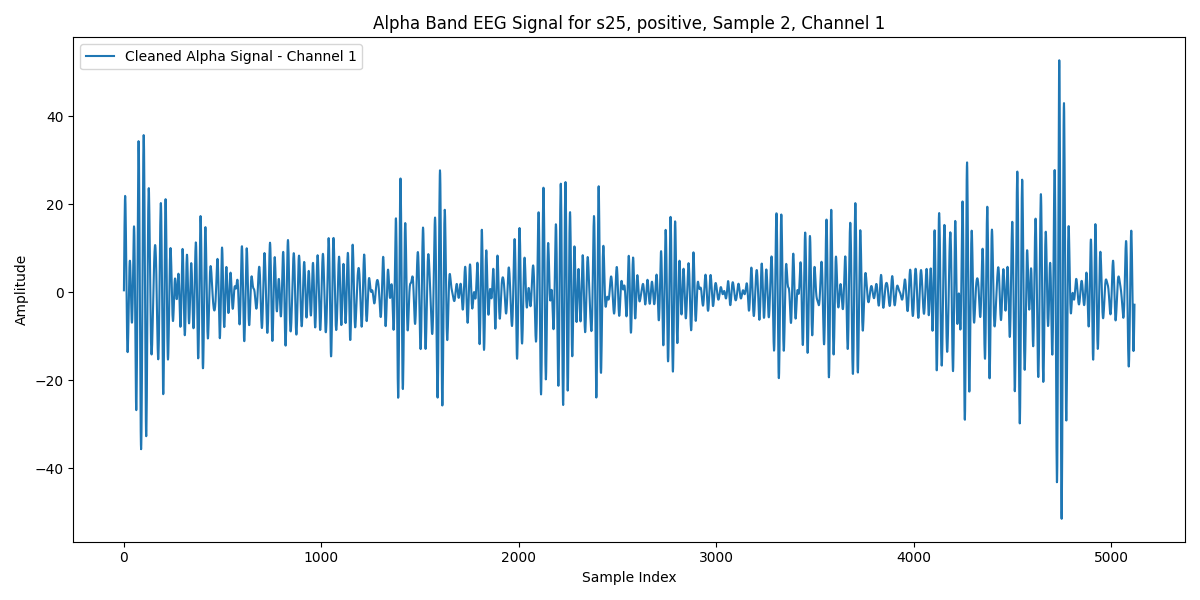 Alpha Band EEG Signal for s25, positive, Sample 2, Channel 1
Cleaned Alpha Signal - Channel 1
Amplitude
40
20
0
−20
−40
0 1000 2000 3000 4000 5000
Sample Index